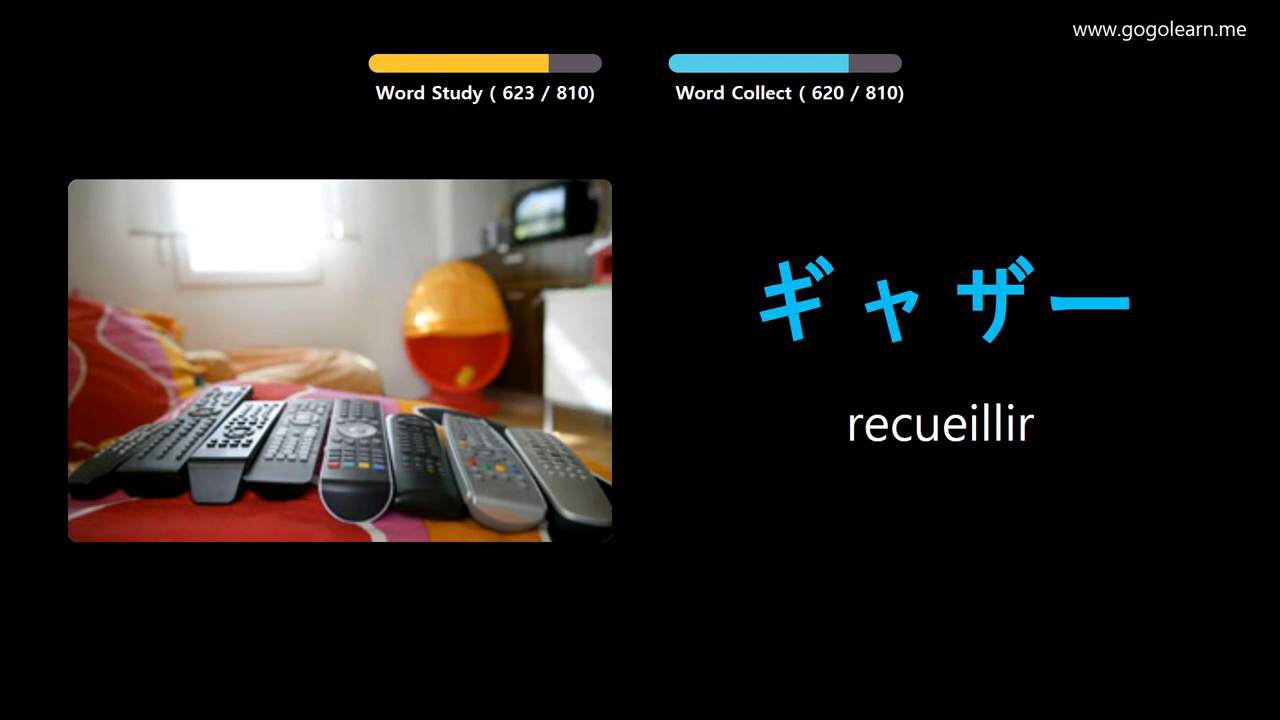 www.gogolearn.me
Word Study ( 623 / 810)
Word Collect ( 620 / 810)
ギャザー
recueillir